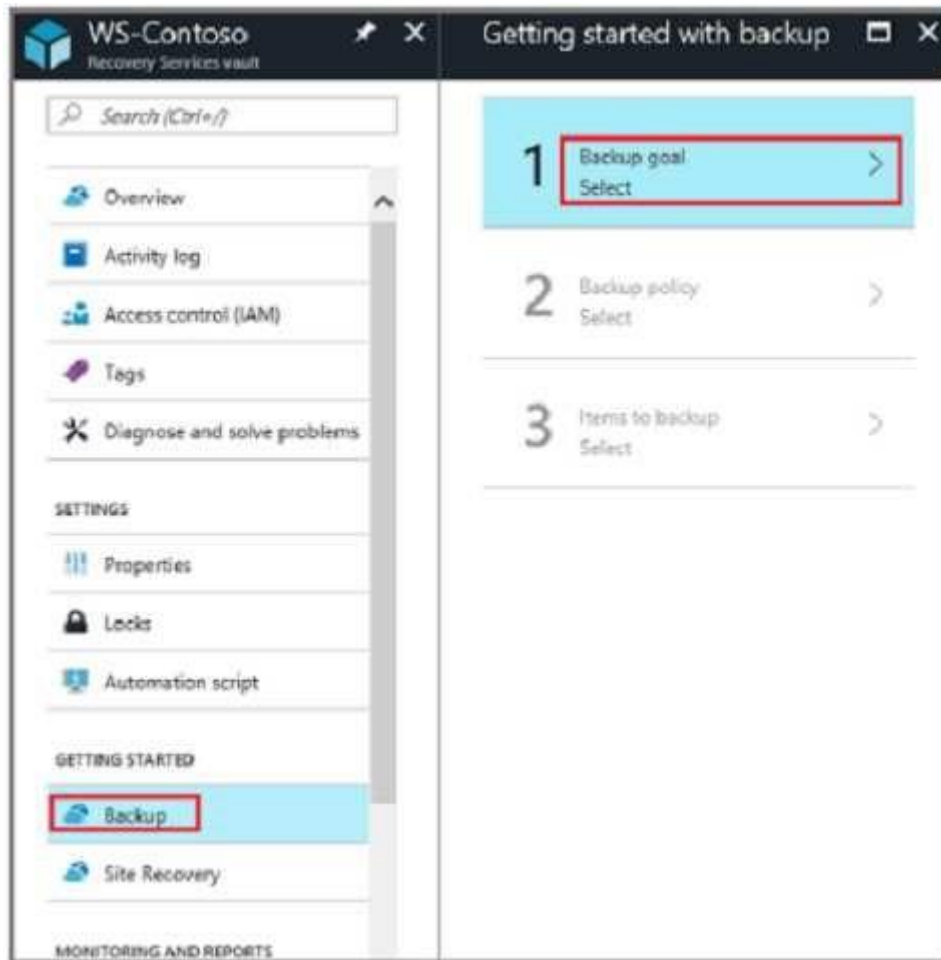 WS-Contoso
Recovery Services vault
Search (Ctrl+/)
Overview
Activity log
Access control (IAM)
Tags
Diagnose and solve problems
SETTINGS
Properties
Locks
Automation script
GETTING STARTED
Backup
Site Recovery
MONITORING AND REPORTS
Getting started with backup
1
Backup goal
Select
2
Backup policy
Select
3
Items to backup
Select